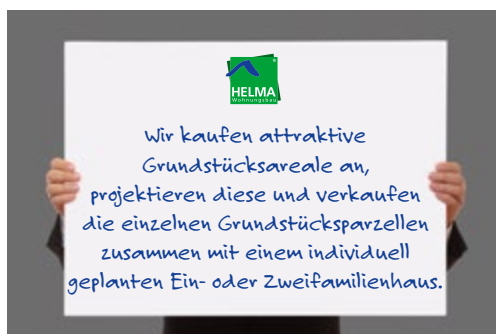 HELMA
Wohnungsbau
Wir kaufen attraktive
Grundstücksareale an,
projektieren diese und verkaufen
die einzelnen Grundstücksparzellen
zusammen mit einem individuell
geplanten Ein- oder Zweifamilienhaus.